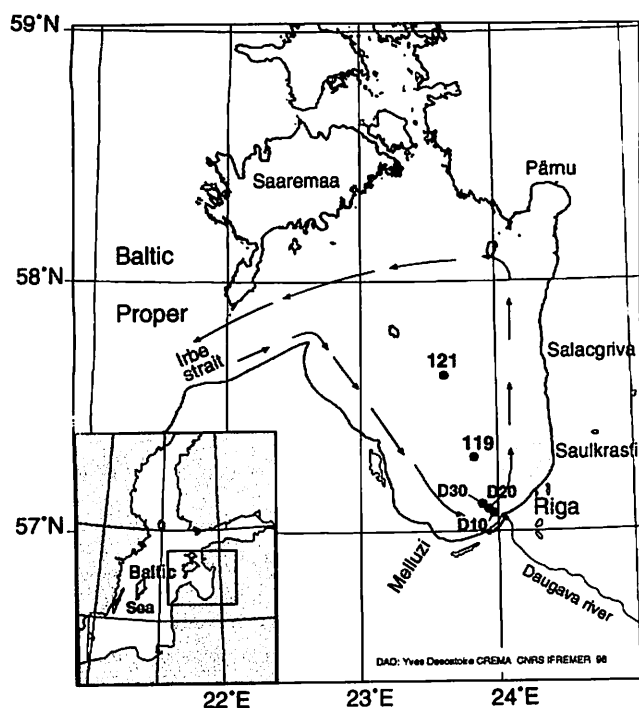 59°N
Pärnu
Saaremaa
Baltic
58°N
Proper
Irbe
strait
Salacgriva
121
119
Saulkrasti
D30
D20
Riga
57°N
D10
Melluzi
Daugava river
Baltic
Sea
DAO: Yves Desostoire CREMA CNRS IFREMER 98
22°E
23°E
24°E